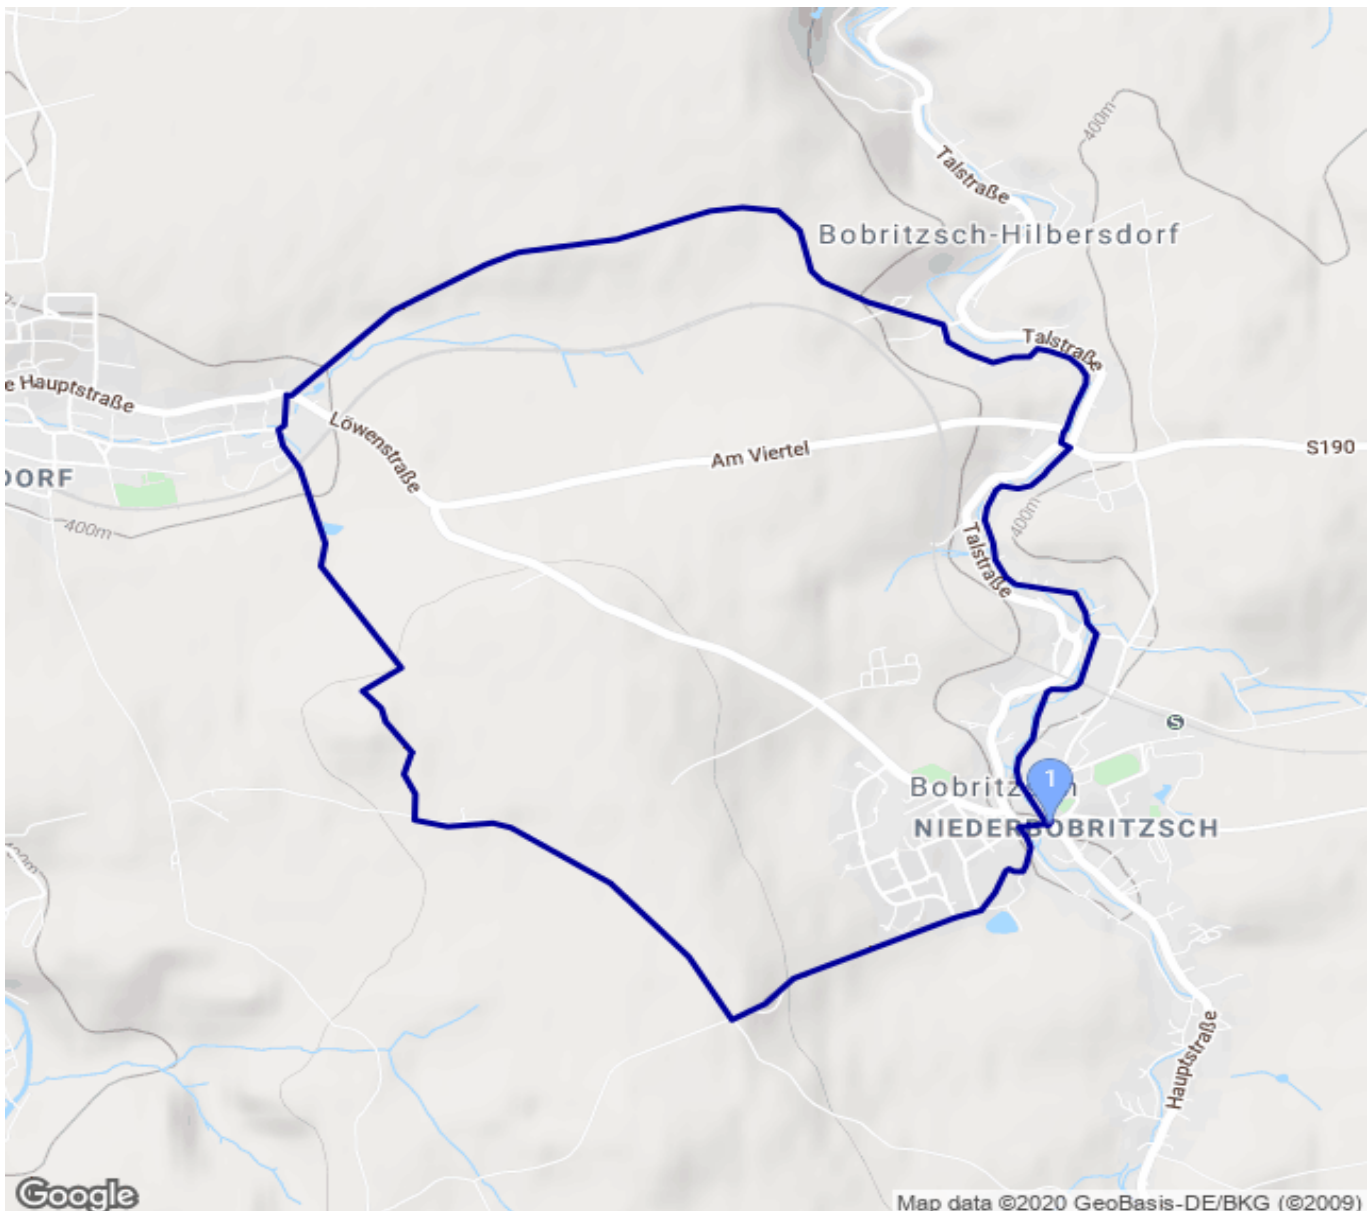 400m
Talstraße
Bobritzsch-Hilbersdorf
Talstraße
e Hauptstraße
Löwenstraße
Am Viertel
S190
DORF
400m
400m
Talstraße
S
1
Bobritzsch
NIEDERBOBRITZSCH
400m
Hauptstraße
Google
Map data ©2020 GeoBasis-DE/BKG (©2009)